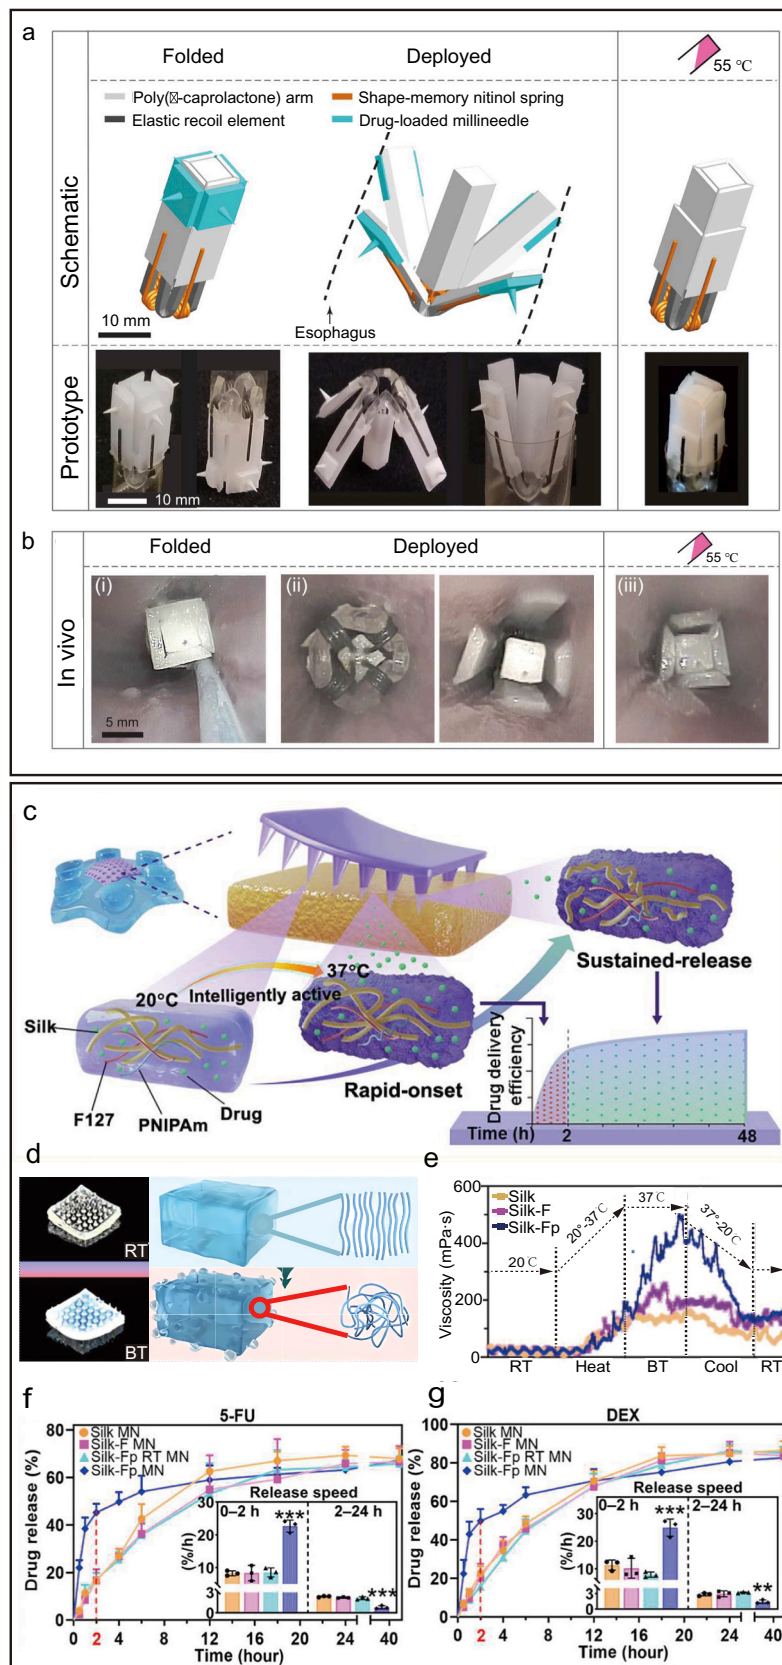 a
Folded
Deployed
55 ℃
Poly(☒-caprolactone) arm
Shape-memory nitinol spring
Elastic recoil element
Drug-loaded millineedle
Schematic
Esophagus
10 mm
Prototype
10 mm
b
Folded
Deployed
55 ℃
In vivo
(i)
(ii)
(iii)
5 mm
c
Sustained-release
20°C
37°C
Intelligently active
Silk
F127
PNIPAm
Drug
Rapid-onset
Drug delivery
efficiency
Time (h)
2
48
d
RT
BT
e
Viscosity (mPa·s)
600
400
200
0
Silk
Silk-F
Silk-Fp
20℃
20°-37℃
37℃
37°-20℃
RT
Heat
BT
Cool
RT
f
5-FU
Drug release (%)
80
60
40
20
0
Silk MN
Silk-F MN
Silk-Fp RT MN
Silk-Fp MN
Release speed
0–2 h
2–24 h
(%/h)
30
20
10
3
0
***
***
0 2 4 8 12 16 20 24 40
Time (hour)
g
DEX
Drug release (%)
100
80
60
40
20
0
Silk MN
Silk-F MN
Silk-Fp RT MN
Silk-Fp MN
Release speed
0–2 h
2–24 h
(%/h)
30
20
10
3
0
***
**
0 2 4 8 12 16 20 24 40
Time (hour)